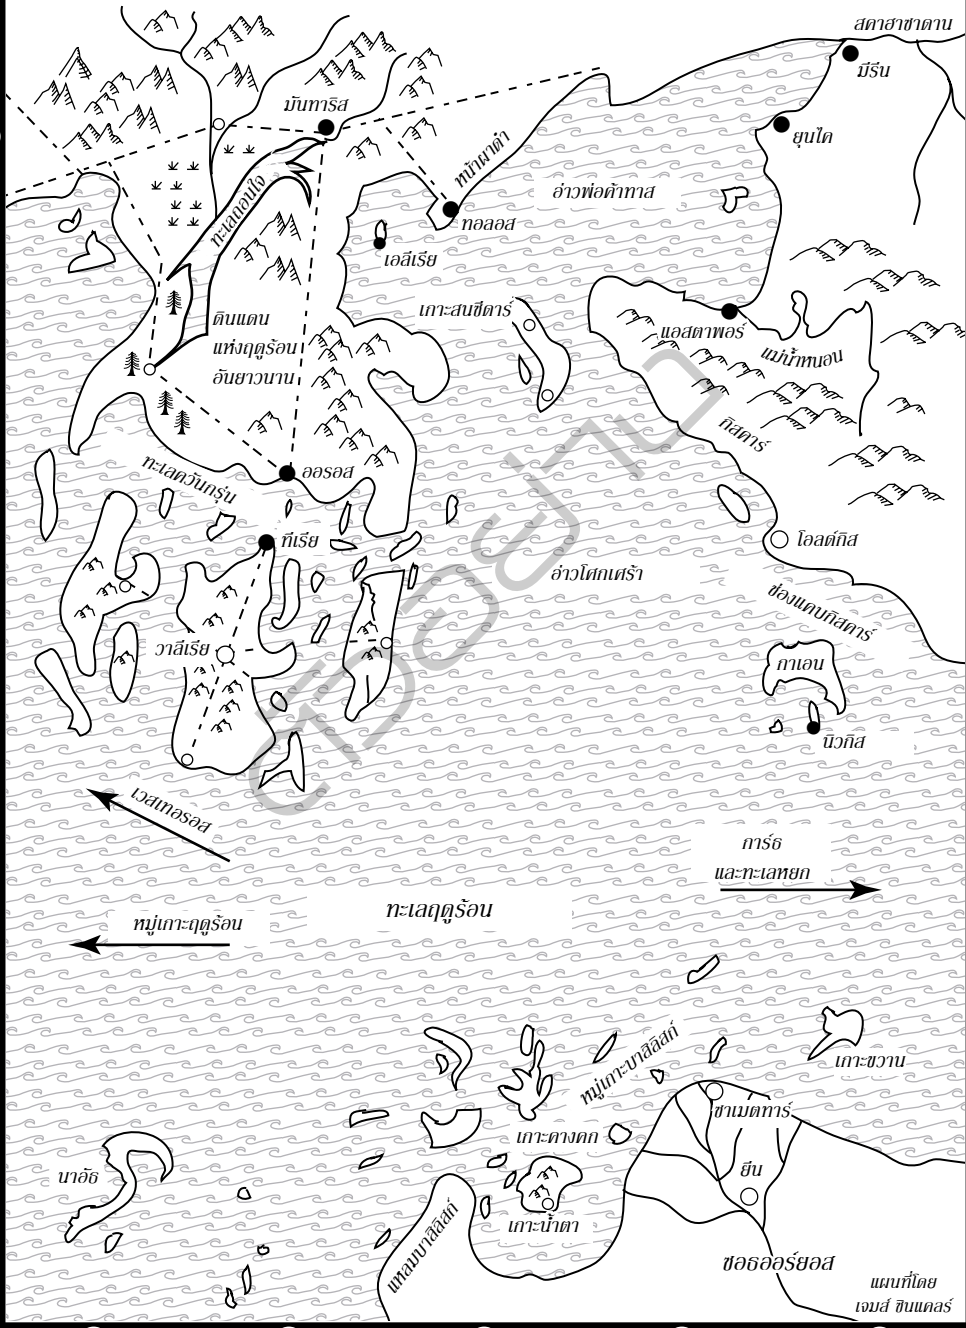 สคาฮาซาดาน
มีรีน
มันทาริส
ยุนไค
หน้าผาดำ
อ่าวพ่อค้าทาส
ทะเลถอนใจ
ทอลอส
เอลีเรีย
เกาะสนซีดาร์
ดินแดน
แห่งฤดูร้อน
อันยาวนาน
แอสตาพอร์
แม่น้ำหนอน
กิสคาร์
ออรอส
ทะเลควันกรุ่น
ทีเรีย
โอลด์กิส
อ่าวโศกเศร้า
ช่องแคบกิสคาร์
วาลีเรีย
กาเอน
นิวกิส
ตัวอย่าง
เวสเทอรอส
การ์ธ
และทะเลหยก
ทะเลฤดูร้อน
หมู่เกาะฤดูร้อน
หมู่เกาะบาสิลิสก์
เกาะขวาน
ซาเมตทาร์
เกาะคางคก
ยีน
นาอัธ
เกาะน้ำตา
แหลมบาสิลิสก์
ซอธออร์ยอส
แผนที่โดย
เจมส์ ซินแคลร์